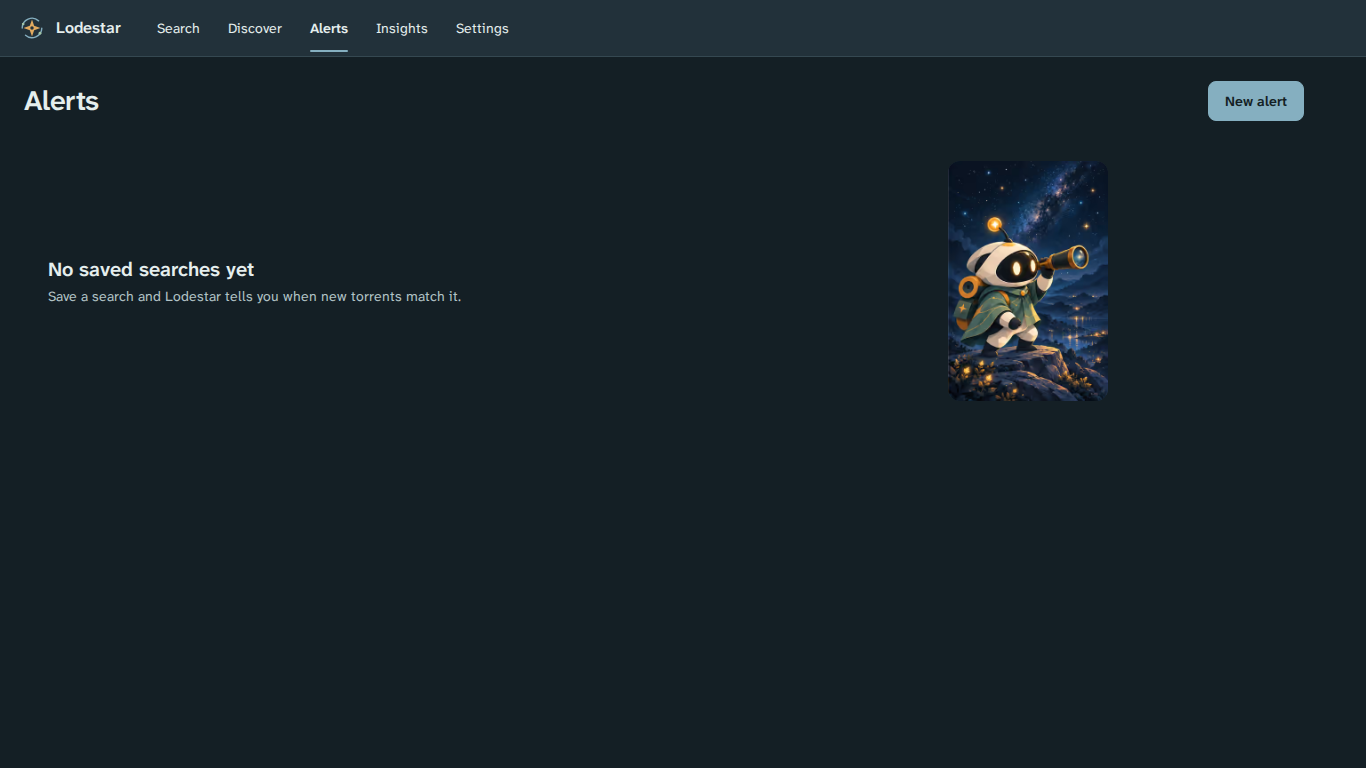 Lodestar
Search
Discover
Alerts
Insights
Settings
Alerts
New alert
No saved searches yet
Save a search and Lodestar tells you when new torrents match it.